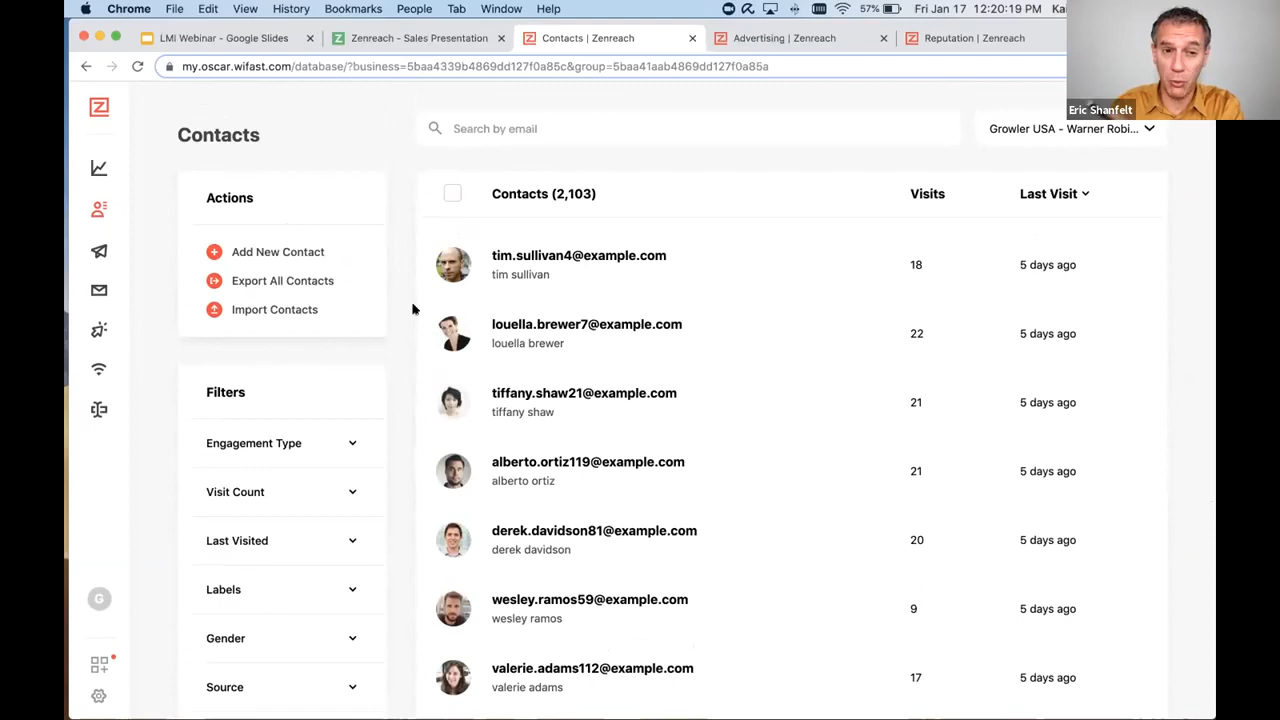 Chrome File Edit View History Bookmarks People Tab Window Help 57% Fri Jan 17 12:20:19 PM
LMI Webinar - Google Slides Zenreach - Sales Presentation Contacts | Zenreach Advertising | Zenreach Reputation | Zenreach
my.oscar.wifast.com/database/?business=5baa4339b4869dd127f0a85c&group=5baa41aab4869dd127f0a85a
Eric Shanfelt
Contacts
Search by email
Growler USA - Warner Robi...
Actions
Add New Contact
Export All Contacts
Import Contacts
Filters
Engagement Type
Visit Count
Last Visited
Labels
Gender
Source
G
Contacts (2,103) Visits Last Visit
tim.sullivan4@example.com
tim sullivan
18 5 days ago
louella.brewer7@example.com
louella brewer
22 5 days ago
tiffany.shaw21@example.com
tiffany shaw
21 5 days ago
alberto.ortiz119@example.com
alberto ortiz
21 5 days ago
derek.davidson81@example.com
derek davidson
20 5 days ago
wesley.ramos59@example.com
wesley ramos
9 5 days ago
valerie.adams112@example.com
valerie adams
17 5 days ago